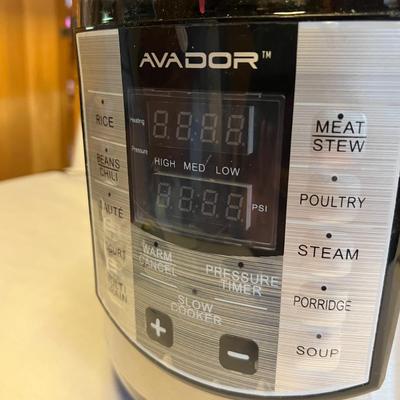 AVADOR™
RICE
BEANS
CHILI
Heating
Pressure
HIGH MED LOW
PSI
MEAT
STEW
POULTRY
STEAM
PORRIDGE
SOUP
WARM
CANCEL
PRESSURE
TIMER
SLOW
COOKER
+
-